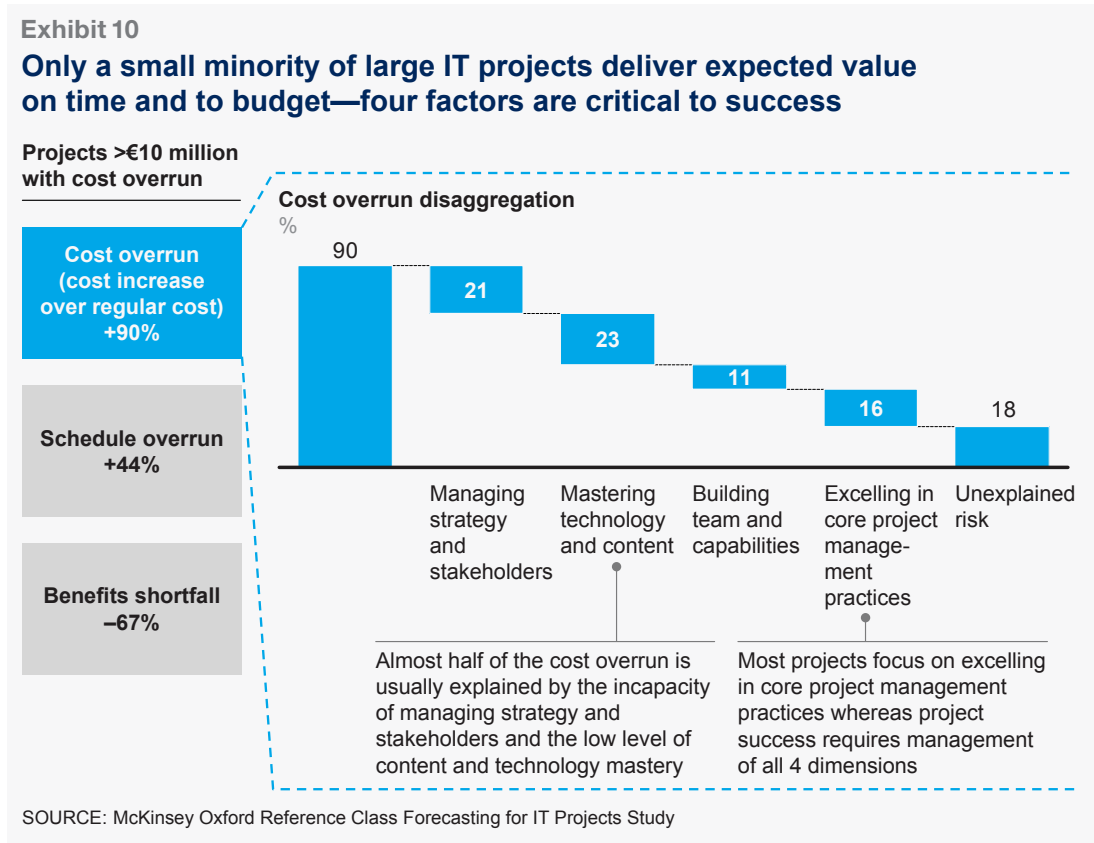 Exhibit 10
Only a small minority of large IT projects deliver expected value
on time and to budget—four factors are critical to success
Projects >€10 million
with cost overrun
Cost overrun
(cost increase
over regular cost)
+90%
Schedule overrun
+44%
Benefits shortfall
–67%
Cost overrun disaggregation
%
90
21
23
11
16
18
Managing
strategy
and
stakeholders
Mastering
technology
and content
Building
team and
capabilities
Excelling in
core project
manage-
ment
practices
Unexplained
risk
Almost half of the cost overrun is
usually explained by the incapacity
of managing strategy and
stakeholders and the low level of
content and technology mastery
Most projects focus on excelling
in core project management
practices whereas project
success requires management
of all 4 dimensions
SOURCE: McKinsey Oxford Reference Class Forecasting for IT Projects Study